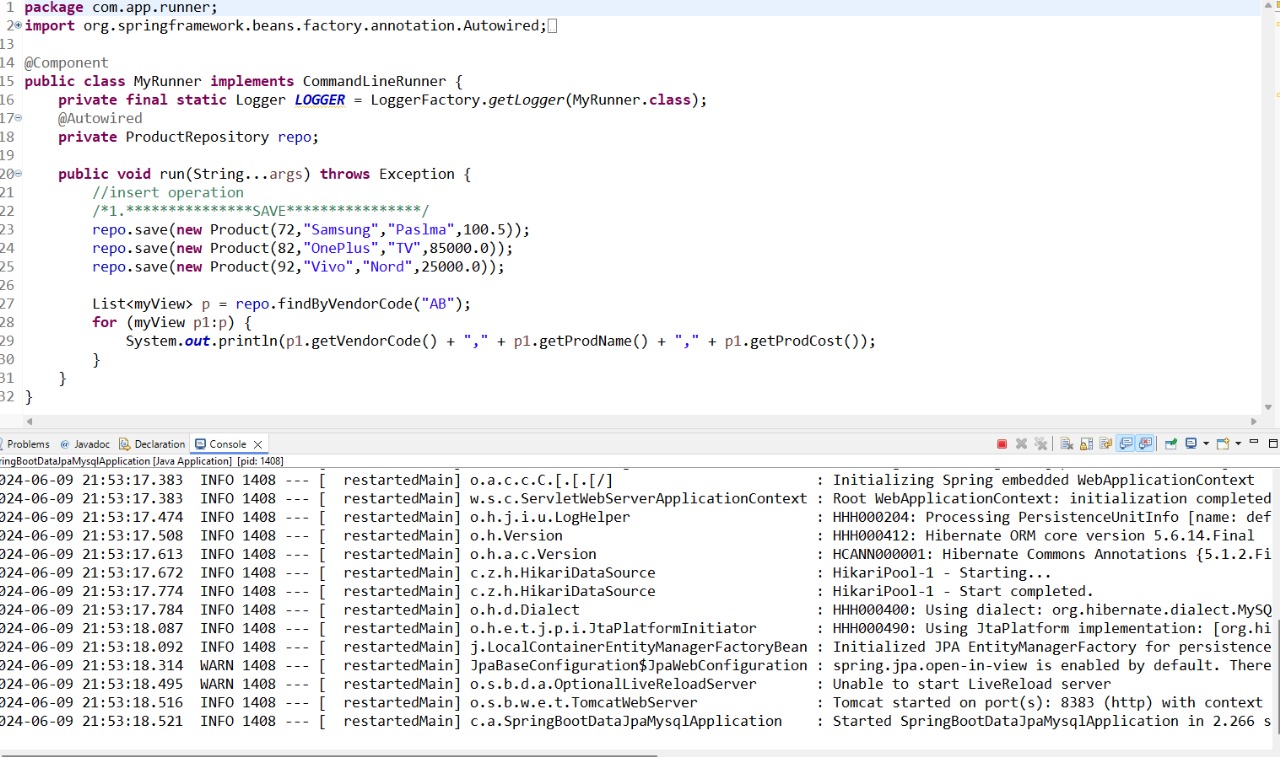 1 package com.app.runner;
2 import org.springframework.beans.factory.annotation.Autowired;
13
14 @Component
15 public class MyRunner implements CommandLineRunner {
16 private final static Logger LOGGER = LoggerFactory.getLogger(MyRunner.class);
17 @Autowired
18 private ProductRepository repo;
19
20 public void run(String...args) throws Exception {
21 //insert operation
22 /*1.***************SAVE****************/
23 repo.save(new Product(72,"Samsung","Paslma",100.5));
24 repo.save(new Product(82,"OnePlus","TV",85000.0));
25 repo.save(new Product(92,"Vivo","Nord",25000.0));
26
27 List<myView> p = repo.findByVendorCode("AB");
28 for (myView p1:p) {
29 System.out.println(p1.getVendorCode() + "," + p1.getProdName() + "," + p1.getProdCost());
30 }
31 }
32 }
Problems @ Javadoc Declaration Console
ringBootDataJpaMysqlApplication [Java Application] [pid: 1408]
024-06-09 21:53:17.383 INFO 1408 --- [ restartedMain] o.a.c.c.C.[.[.[/] : Initializing Spring embedded WebApplicationContext
024-06-09 21:53:17.383 INFO 1408 --- [ restartedMain] w.s.c.ServletWebServerApplicationContext : Root WebApplicationContext: initialization completed
024-06-09 21:53:17.474 INFO 1408 --- [ restartedMain] o.h.j.i.u.LogHelper : HHH000204: Processing PersistenceUnitInfo [name: def
024-06-09 21:53:17.508 INFO 1408 --- [ restartedMain] o.h.Version : HHH000412: Hibernate ORM core version 5.6.14.Final
024-06-09 21:53:17.613 INFO 1408 --- [ restartedMain] o.h.a.c.Version : HCANN000001: Hibernate Commons Annotations {5.1.2.Fi
024-06-09 21:53:17.672 INFO 1408 --- [ restartedMain] c.z.h.HikariDataSource : HikariPool-1 - Starting...
024-06-09 21:53:17.774 INFO 1408 --- [ restartedMain] c.z.h.HikariDataSource : HikariPool-1 - Start completed.
024-06-09 21:53:17.784 INFO 1408 --- [ restartedMain] o.h.d.Dialect : HHH000400: Using dialect: org.hibernate.dialect.MySQ
024-06-09 21:53:18.087 INFO 1408 --- [ restartedMain] o.h.e.t.j.p.i.JtaPlatformInitiator : HHH000490: Using JtaPlatform implementation: [org.hi
024-06-09 21:53:18.092 INFO 1408 --- [ restartedMain] j.LocalContainerEntityManagerFactoryBean : Initialized JPA EntityManagerFactory for persistence
024-06-09 21:53:18.314 WARN 1408 --- [ restartedMain] JpaBaseConfiguration$JpaWebConfiguration : spring.jpa.open-in-view is enabled by default. There
024-06-09 21:53:18.495 WARN 1408 --- [ restartedMain] o.s.b.d.a.OptionalLiveReloadServer : Unable to start LiveReload server
024-06-09 21:53:18.516 INFO 1408 --- [ restartedMain] o.s.b.w.e.t.TomcatWebServer : Tomcat started on port(s): 8383 (http) with context
024-06-09 21:53:18.521 INFO 1408 --- [ restartedMain] c.a.SpringBootDataJpaMysqlApplication : Started SpringBootDataJpaMysqlApplication in 2.266 s